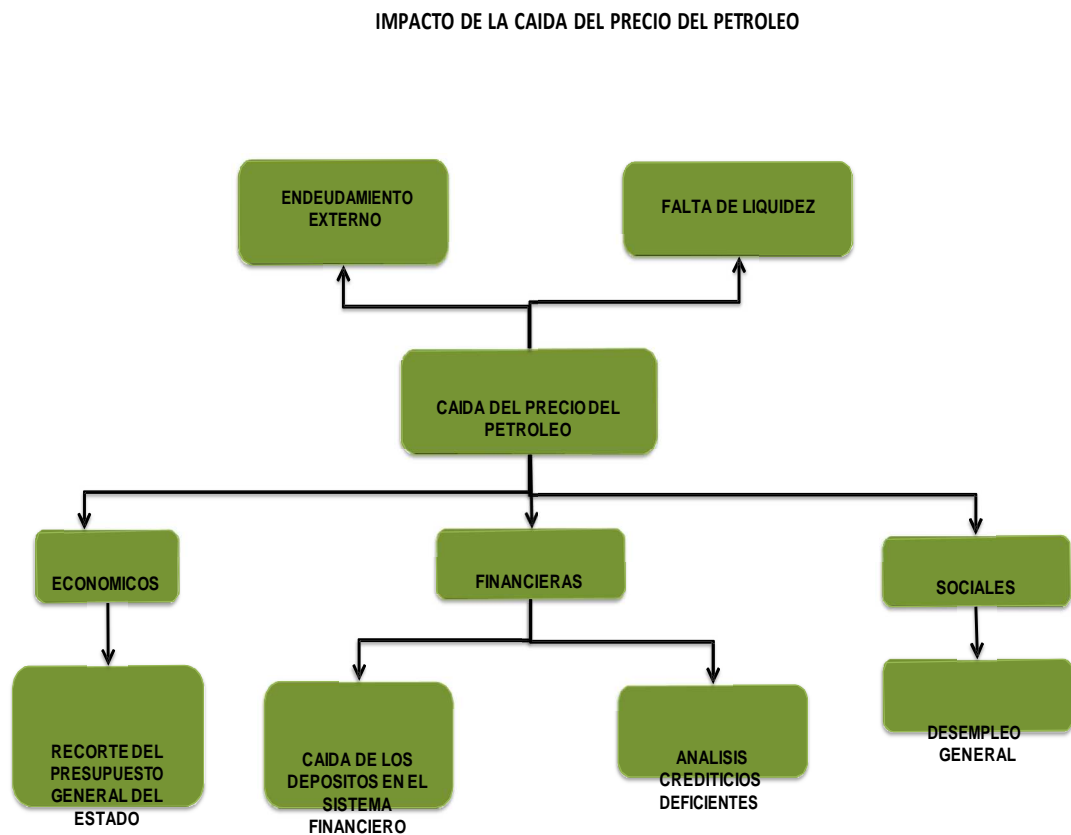 IMPACTO DE LA CAIDA DEL PRECIO DEL PETROLEO
ENDEUDAMIENTO
EXTERNO
FALTA DE LIQUIDEZ
CAIDA DEL PRECIO DEL
PETROLEO
ECONOMICOS
FINANCIERAS
SOCIALES
RECORTE DEL
PRESUPUESTO
GENERAL DEL
ESTADO
CAIDA DE LOS
DEPOSITOS EN EL
SISTEMA
FINANCIERO
ANALISIS
CREDITICIOS
DEFICIENTES
DESEMPLEO
GENERAL